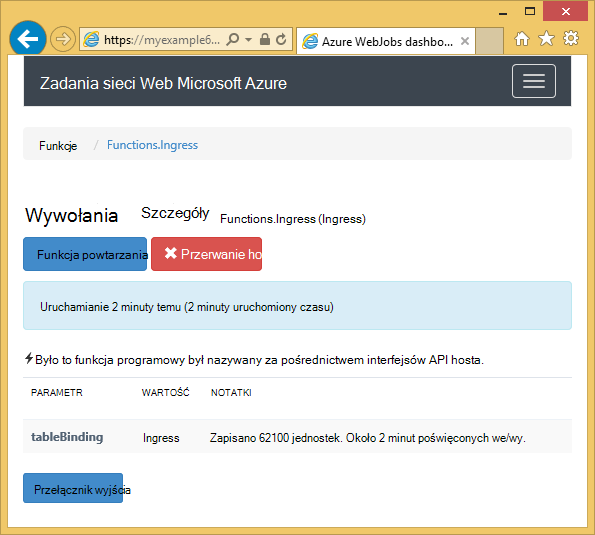 https://myexample6...
Azure WebJobs dashbo...
Zadania sieci Web Microsoft Azure
Funkcje / Functions.Ingress
Wywołania Szczegóły Functions.Ingress (Ingress)
Funkcja powtarzania Przerwanie ho
Uruchamianie 2 minuty temu (2 minuty uruchomiony czasu)
Było to funkcja programowy był nazywany za pośrednictwem interfejsów API hosta.
PARAMETR WARTOŚĆ NOTATKI
tableBinding Ingress Zapisano 62100 jednostek. Około 2 minut poświęconych we/wy.
Przełącznik wyjścia